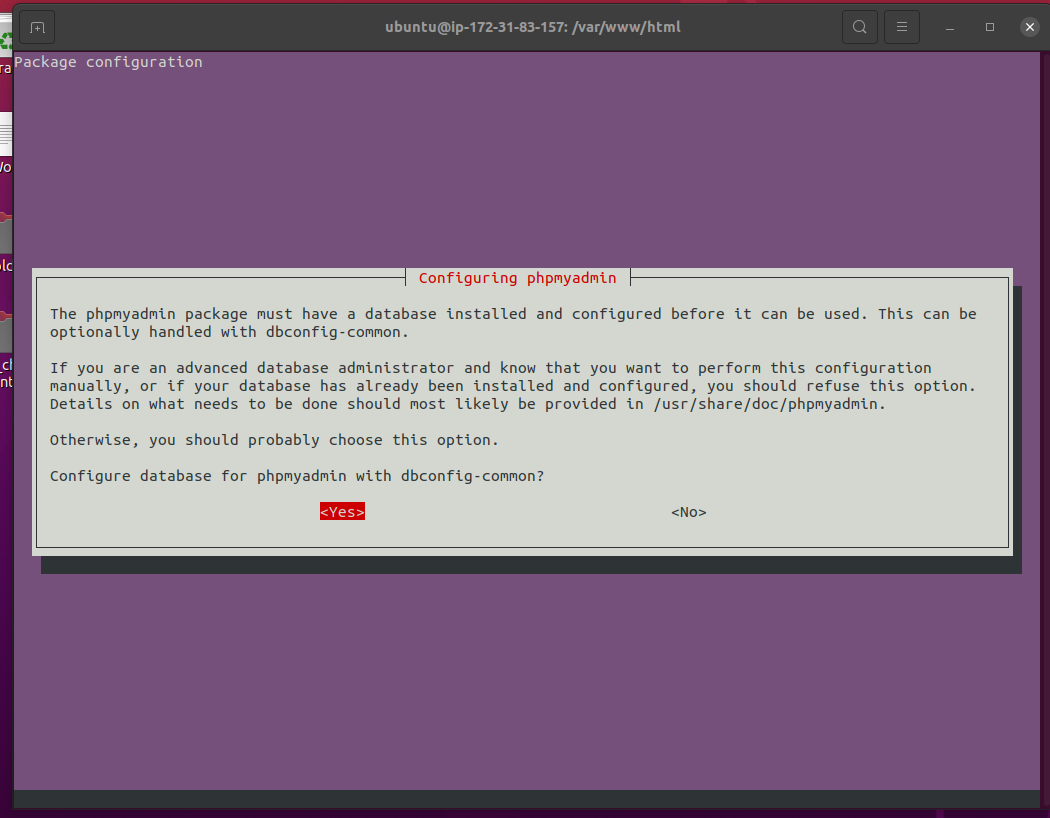 ubuntu@ip-172-31-83-157: /var/www/html
Package configuration
Configuring phpmyadmin
The phpmyadmin package must have a database installed and configured before it can be used. This can be
optionally handled with dbconfig-common.
If you are an advanced database administrator and know that you want to perform this configuration
manually, or if your database has already been installed and configured, you should refuse this option.
Details on what needs to be done should most likely be provided in /usr/share/doc/phpmyadmin.
Otherwise, you should probably choose this option.
Configure database for phpmyadmin with dbconfig-common?
<Yes> <No>